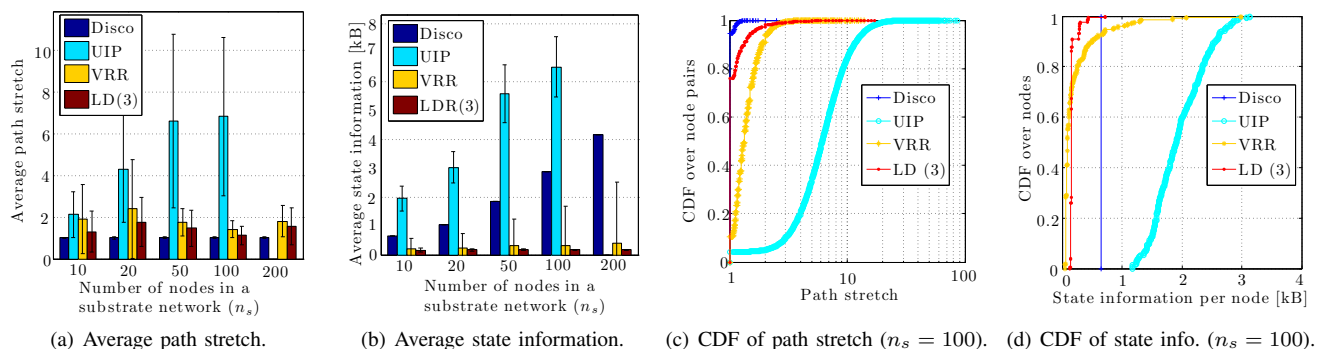 12
10
8
6
4
2
0
Average path stretch
Disco
UIP
VRR
LD(3)
10 20 50 100 200
Number of nodes in a
substrate network (ns)
(a) Average path stretch.
8
7
6
5
4
3
2
1
0
Average state information [kB]
Disco
UIP
VRR
LDR(3)
10 20 50 100 200
Number of nodes in a
substrate network (ns)
(b) Average state information.
1
0.8
0.6
0.4
0.2
0
CDF over node pairs
Disco
UIP
VRR
LD (3)
1 10 100
Path stretch
(c) CDF of path stretch (ns = 100).
1
0.8
0.6
0.4
0.2
0
CDF over nodes
Disco
UIP
VRR
LD (3)
0 1 2 3 4
State information per node [kB]
(d) CDF of state info. (ns = 100).